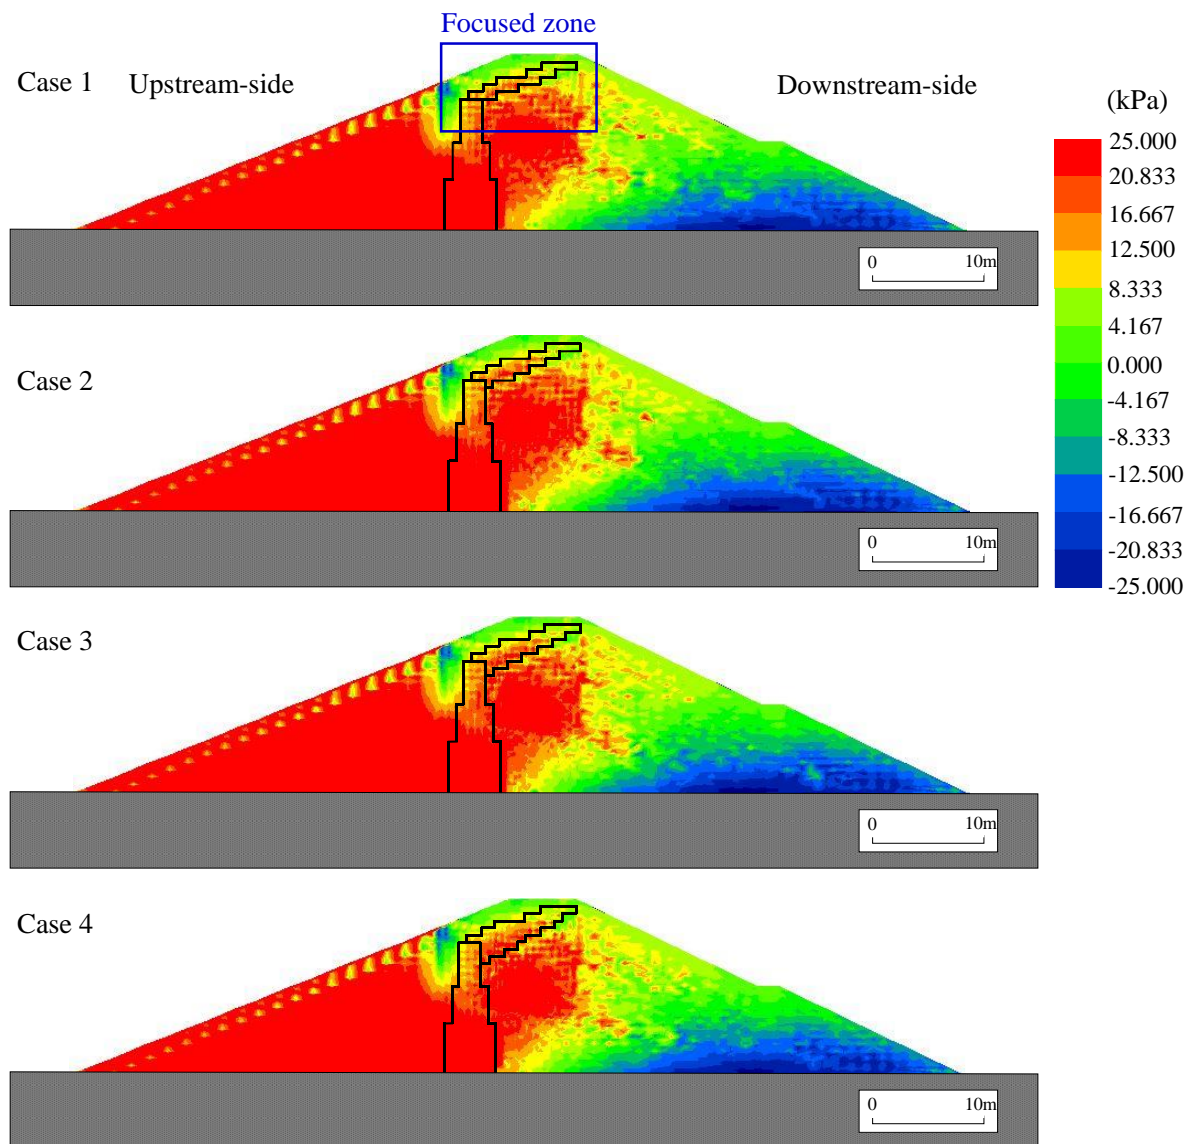 Focused zone
Case 1
Upstream-side
Downstream-side
(kPa)
25.000
20.833
16.667
12.500
8.333
4.167
0.000
-4.167
-8.333
-12.500
-16.667
-20.833
-25.000
0 10m
Case 2
0 10m
Case 3
0 10m
Case 4
0 10m